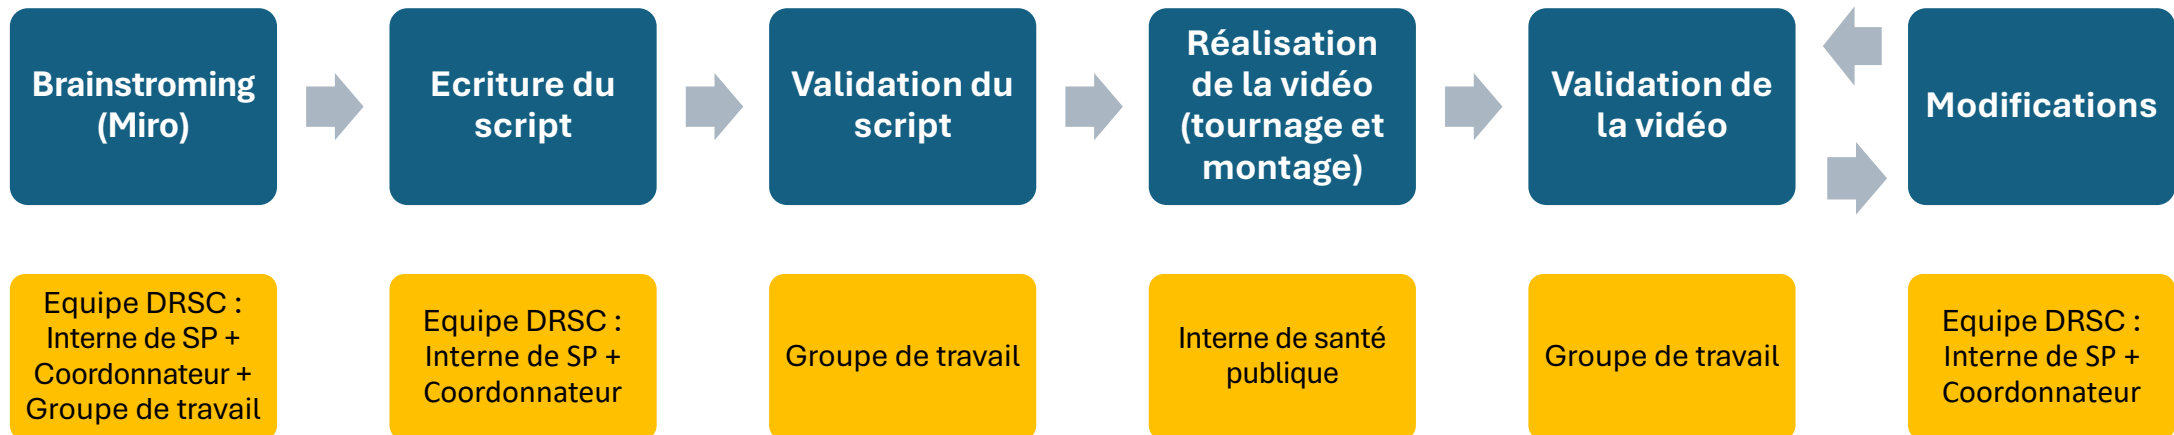 Brainstroming
(Miro)
Ecriture du
script
Validation du
script
Réalisation
de la vidéo
(tournage et
montage)
Validation de
la vidéo
Modifications
Equipe DRSC :
Interne de SP +
Coordonnateur +
Groupe de travail
Equipe DRSC :
Interne de SP +
Coordonnateur
Groupe de travail
Interne de santé
publique
Groupe de travail
Equipe DRSC :
Interne de SP +
Coordonnateur